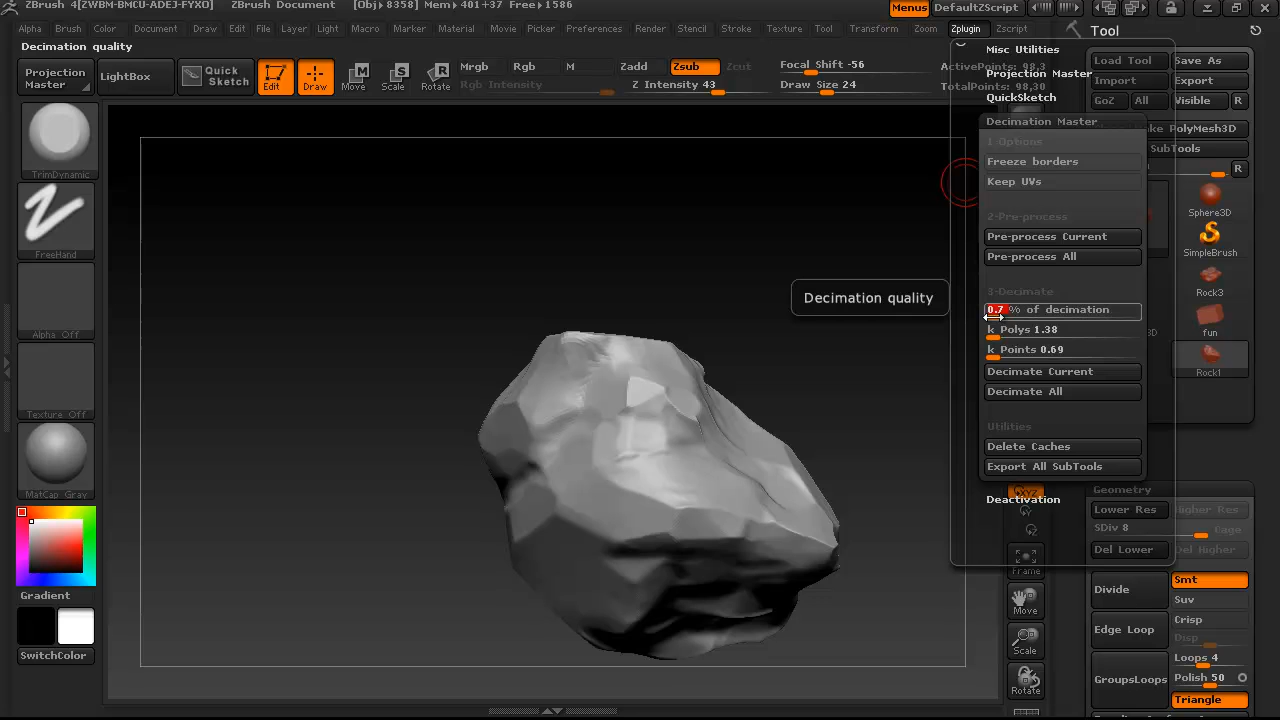 ZBrush 4[ZWBM-BMCU-ADEJ-FYXO] ZBrush Document [Obj▸8358] Mem▸401+37 Free▸1586 Menus DefaultZScript
Alpha Brush Color Document Draw Edit File Layer Light Macro Marker Material Movie Picker Preferences Render Stencil Stroke Texture Tool Transform Zoom Zplugin Zscript
Decimation quality
Projection Master
LightBox
Quick Sketch
Edit
Draw
Move
Scale
Rotate
Mrgb Rgb M
Rgb Intensity
Zadd Zsub Zcut
Z Intensity 43
Focal Shift -56
Draw Size 24
ActivePoints: 98,3
TotalPoints: 98,30
TrimDynamic
FreeHand
Alpha Off
Texture Off
MatCap Gray
Gradient
SwitchColor
Misc Utilities
Projection Master
QuickSketch
Decimation Master
1 Options
Freeze borders
Keep UVs
2-Pre-process
Pre-process Current
Pre-process All
3-Decimate
0.7 % of decimation
k Polys 1.38
k Points 0.69
Decimate Current
Decimate All
Utilities
Delete Caches
Export All SubTools
Deactivation
Decimation quality
XYZ
Frame
Move
Scale
Rotate
Tool
Load Tool Save As
Import Export
GoZ All Visible R
ke PolyMesh3D
SubTools
R
Sphere3D
SimpleBrush
Rock3
fun
3D
Rock1
Geometry
Lower Res Higher Res
SDiv 8 Cage
Del Lower Del Higher
Divide
Smt
Suv
Edge Loop
Crisp
Disp
GroupsLoops
Loops 4
Polish 50
Triangle